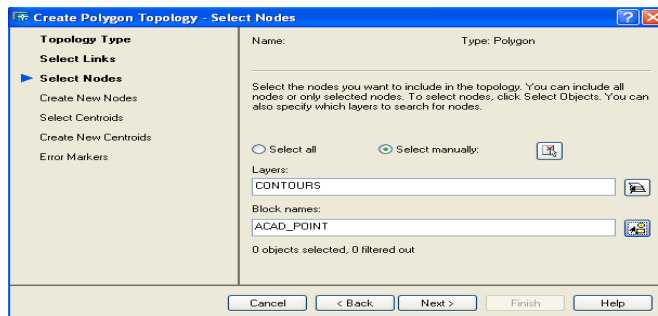 Create Polygon Topology - Select Nodes
Topology Type
Select Links
Select Nodes
Create New Nodes
Select Centroids
Create New Centroids
Error Markers
Name: Type: Polygon
Select the nodes you want to include in the topology. You can include all
nodes or only selected nodes. To select nodes, click Select Objects. You can
also specify which layers to search for nodes.
Select all Select manually:
Layers:
CONTOURS
Block names:
ACAD_POINT
0 objects selected, 0 filtered out
Cancel < Back Next > Finish Help